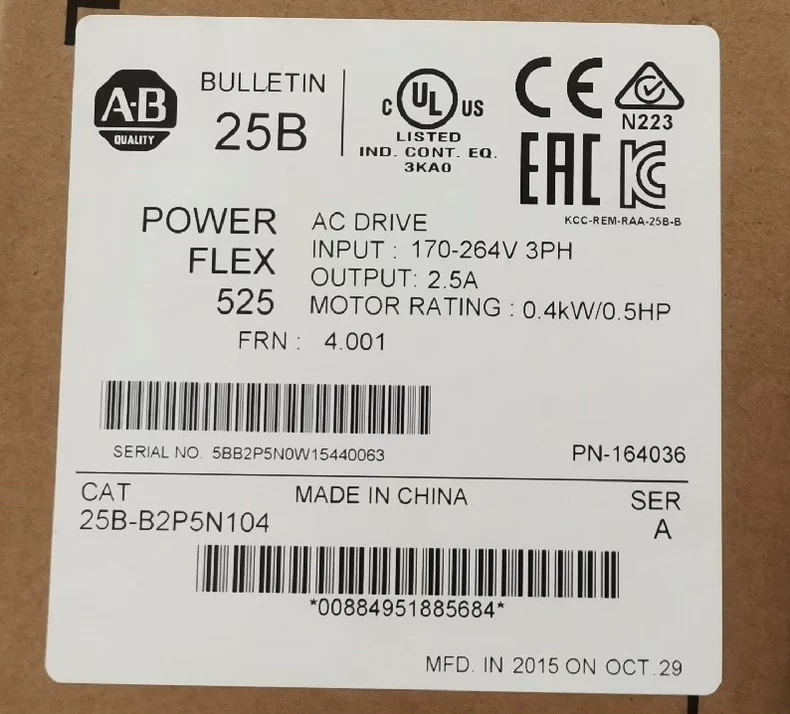 A-B
QUALITY
BULLETIN
25B
C UL US
LISTED
IND. CONT. EQ.
3KA0
CE
N223
EAC
KCC-REM-RAA-25B-B
POWER
FLEX
525
AC DRIVE
INPUT : 170-264V 3PH
OUTPUT: 2.5A
MOTOR RATING : 0.4kW/0.5HP
FRN : 4.001
SERIAL NO. 5BB2P5N0W15440063
PN-164036
CAT
25B-B2P5N104
MADE IN CHINA
SER
A
*00884951885684*
MFD. IN 2015 ON OCT.29